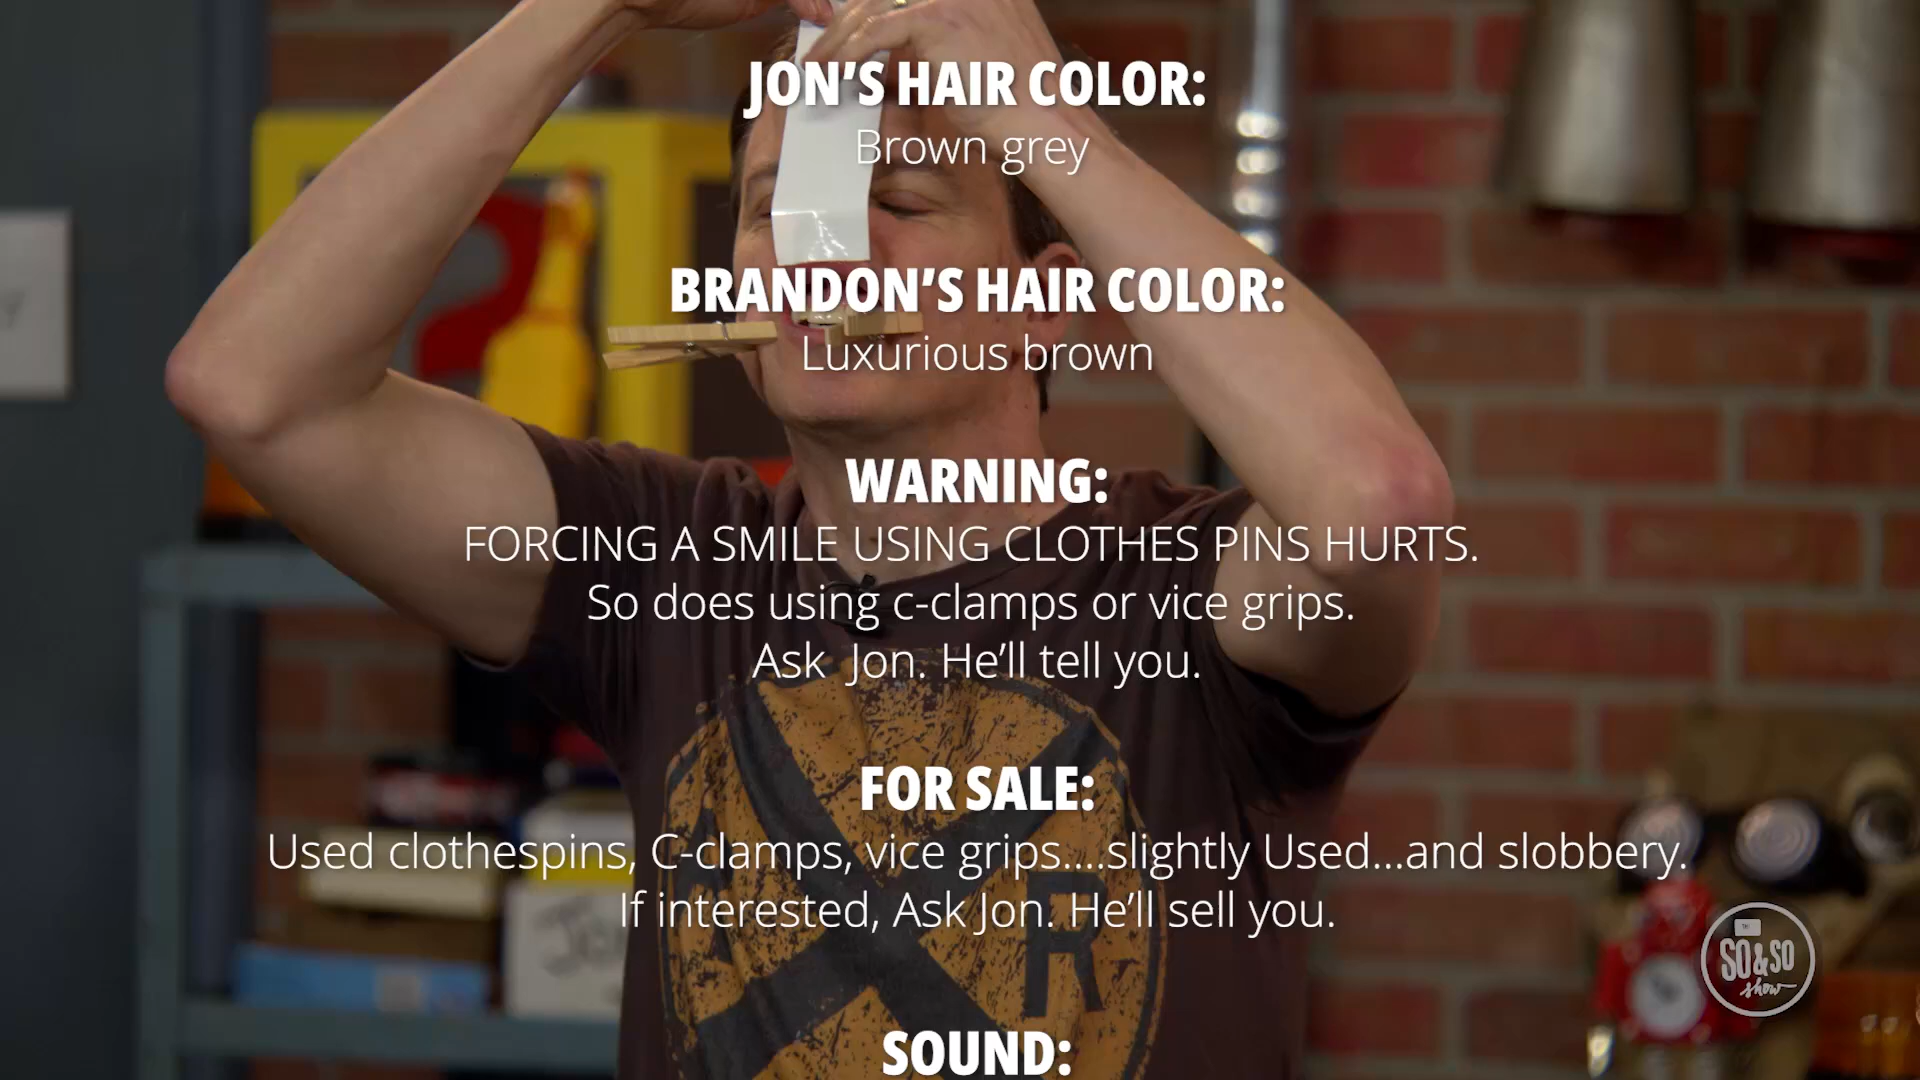 JON'S HAIR COLOR:
Brown grey
BRANDON'S HAIR COLOR:
Luxurious brown
WARNING:
FORCING A SMILE USING CLOTHES PINS HURTS.
So does using c-clamps or vice grips.
Ask Jon. He'll tell you.
FOR SALE:
Used clothespins, C-clamps, vice grips....slightly Used...and slobbery.
If interested, Ask Jon. He'll sell you.
R
SO&SO
show
SOUND: